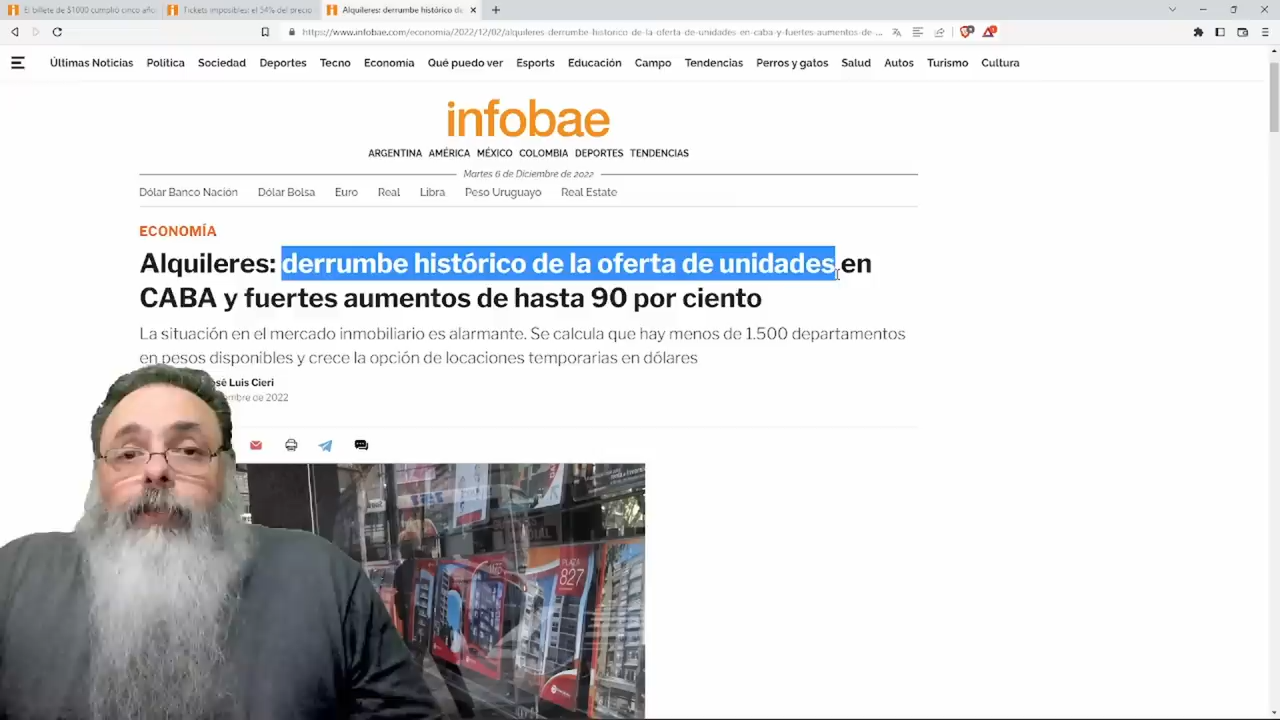 El billete de $1000 cumplió cinco año
Tickets imposibles: el 54% del precio
Alquileres: derrumbe histórico de
https://www.infobae.com/economia/2022/12/02/alquileres-derrumbe-historico-de-la-oferta-de-unidades-en-caba-y-fuertes-aumentos-de-...
Últimas Noticias Política Sociedad Deportes Tecno Economía Qué puedo ver Esports Educación Campo Tendencias Perros y gatos Salud Autos Turismo Cultura
infobae
ARGENTINA AMÉRICA MÉXICO COLOMBIA DEPORTES TENDENCIAS
Martes 6 de Diciembre de 2022
Dólar Banco Nación Dólar Bolsa Euro Real Libra Peso Uruguayo Real Estate
ECONOMÍA
Alquileres: derrumbe histórico de la oferta de unidades en
CABA y fuertes aumentos de hasta 90 por ciento
La situación en el mercado inmobiliario es alarmante. Se calcula que hay menos de 1.500 departamentos
en pesos disponibles y crece la opción de locaciones temporarias en dólares
osé Luis Cieri
embre de 2022
PLAZA
827